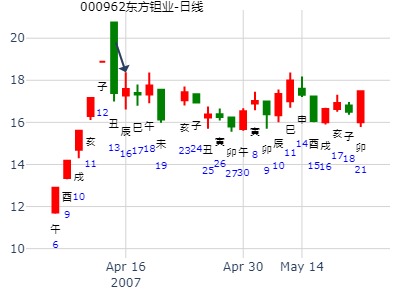 000962东方钽业-日线
20
18
16
14
12
10
午
6
酉
9
戌
10
亥
11
子
12
丑
13
辰
16
巳
17
午
18
未
19
亥
23
子
24
丑
25
寅
26
卯
27
午
30
寅
8
卯
9
辰
10
巳
11
申
14
酉
15
戌
16
亥
17
子
18
卯
21
Apr 16
2007
Apr 30
May 14